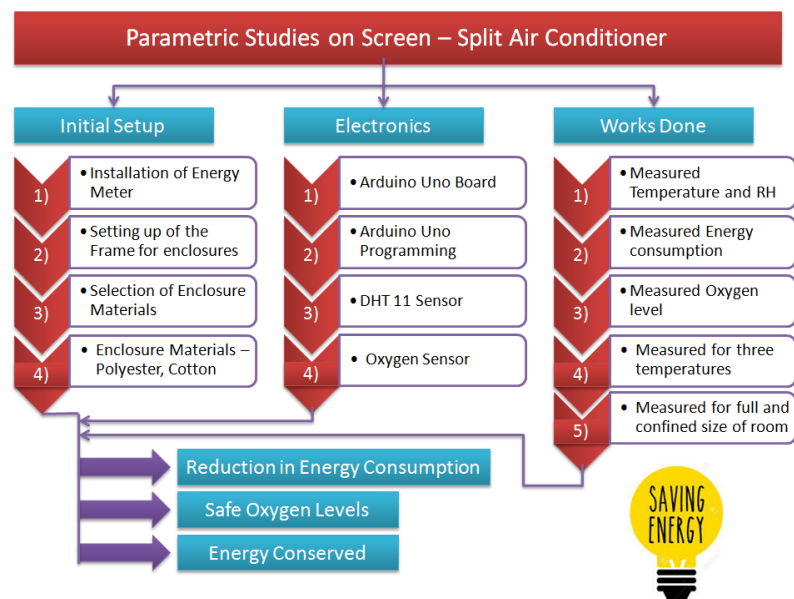 Parametric Studies on Screen – Split Air Conditioner
Initial Setup
1)
•Installation of Energy
Meter
2)
•Setting up of the
Frame for enclosures
3)
•Selection of Enclosure
Materials
4)
• Enclosure Materials –
Polyester, Cotton
Electronics
1)
•Arduino Uno Board
2)
•Arduino Uno
Programming
3)
•DHT 11 Sensor
4)
• Oxygen Sensor
Works Done
1)
•Measured
Temperature and RH
2)
•Measured Energy
consumption
3)
•Measured Oxygen
level
4)
• Measured for three
temperatures
5)
• Measured for full and
confined size of room
Reduction in Energy Consumption
Safe Oxygen Levels
Energy Conserved
SAVING
ENERGY